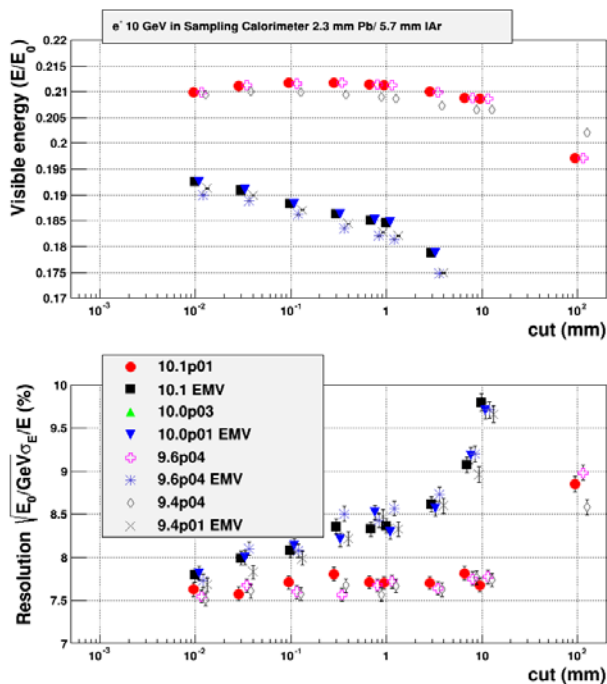 e⁻ 10 GeV in Sampling Calorimeter 2.3 mm Pb/ 5.7 mm lAr
Visible energy (E/E₀)
0.22
0.215
0.21
0.205
0.2
0.195
0.19
0.185
0.18
0.175
0.17
10⁻³ 10⁻² 10⁻¹ 1 10 10²
cut (mm)
Resolution √E₀/GeVσ_E/E (%)
10
9.5
9
8.5
8
7.5
7
10.1p01
10.1 EMV
10.0p03
10.0p01 EMV
9.6p04
9.6p04 EMV
9.4p04
9.4p01 EMV
10⁻³ 10⁻² 10⁻¹ 1 10 10²
cut (mm)